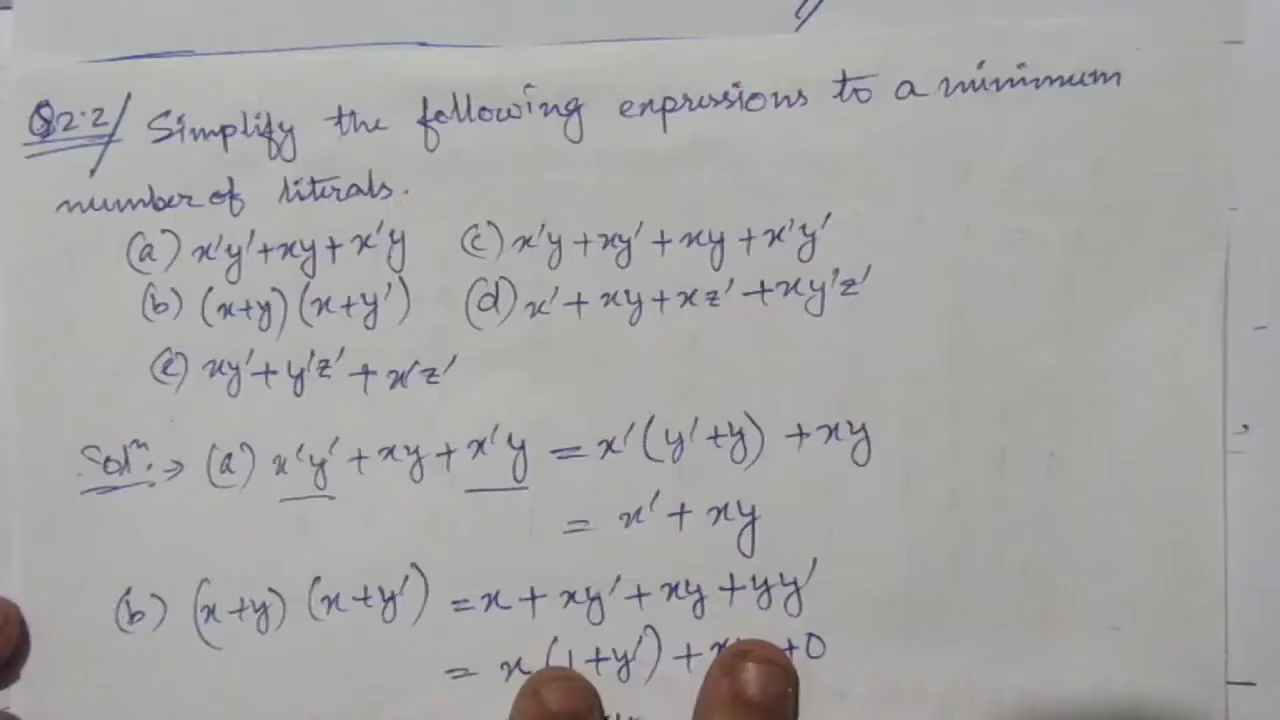 Q2.2/ Simplify the following expressions to a minimum
number of literals.
(a) x'y'+xy+x'y (c) x'y+xy'+xy+x'y'
(b) (x+y)(x+y') (d) x'+xy+xz'+xy'z'
(e) xy'+y'z'+x'z'
Solⁿ.→ (a) x'y'+xy+x'y = x'(y'+y)+xy
= x'+xy
(b) (x+y)(x+y') = x+xy'+xy+yy'
= x(1+y')+ +0